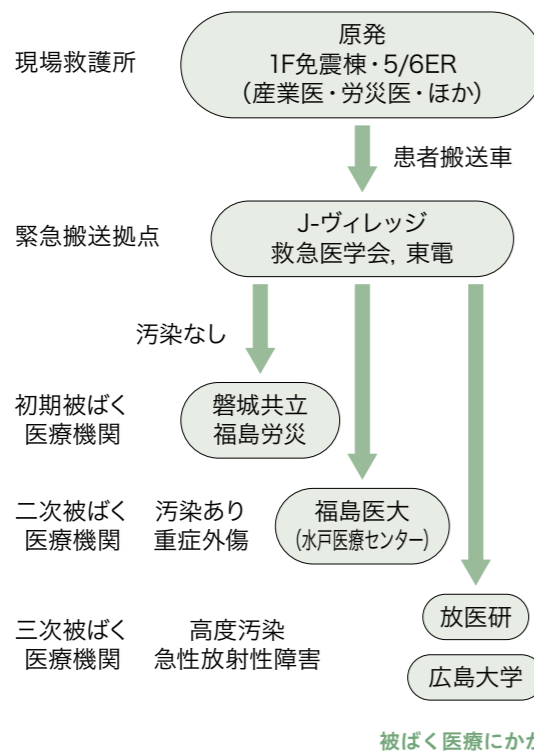 現場救護所
原発
1F免震棟・5/6ER
（産業医・労災医・ほか）
患者搬送車
緊急搬送拠点
J-ヴィレッジ
救急医学会, 東電
汚染なし
初期被ばく
医療機関
磐城共立
福島労災
二次被ばく
医療機関
汚染あり
重症外傷
福島医大
(水戸医療センター)
三次被ばく
医療機関
高度汚染
急性放射性障害
放医研
広島大学
被ばく医療にかか